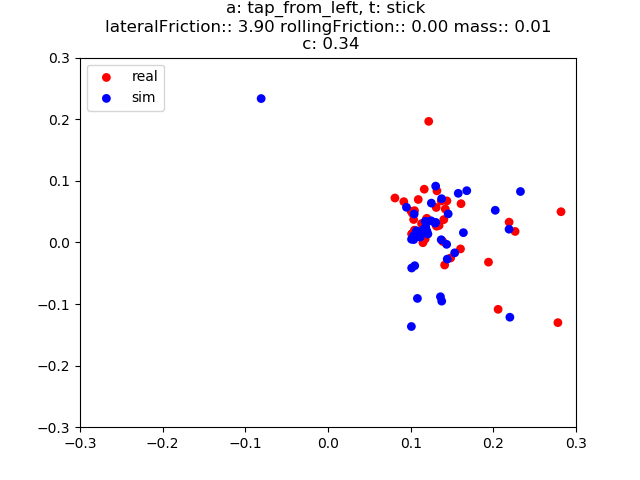 a: tap_from_left, t: stick
lateralFriction:: 3.90 rollingFriction:: 0.00 mass:: 0.01
c: 0.34
real
sim
0.3
0.2
0.1
0.0
−0.1
−0.2
−0.3
−0.3 −0.2 −0.1 0.0 0.1 0.2 0.3